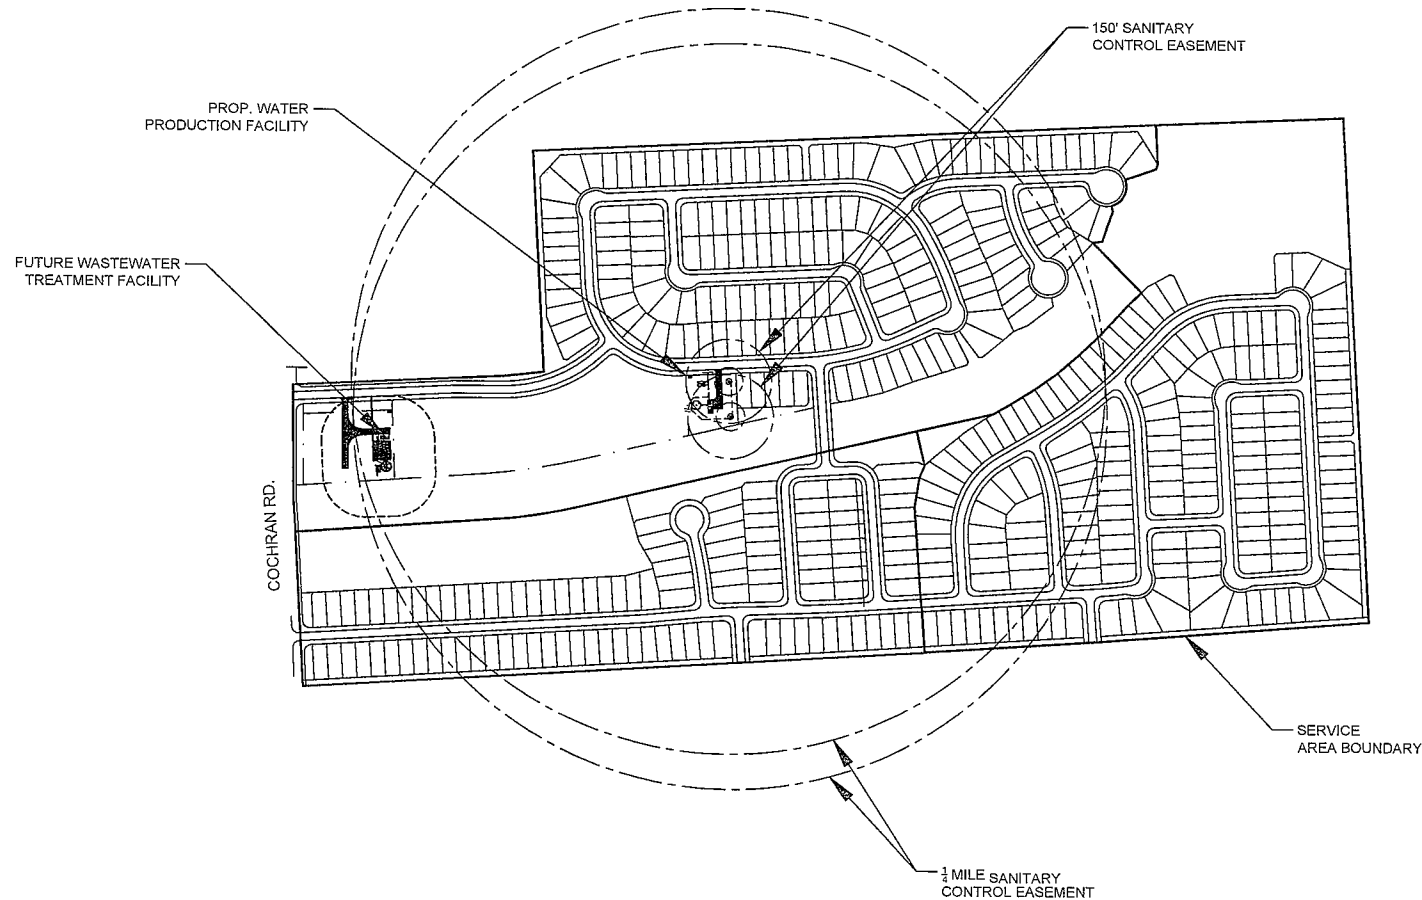 150' SANITARY
CONTROL EASEMENT
PROP. WATER
PRODUCTION FACILITY
FUTURE WASTEWATER
TREATMENT FACILITY
COCHRAN RD.
SERVICE
AREA BOUNDARY
1/4 MILE SANITARY
CONTROL EASEMENT